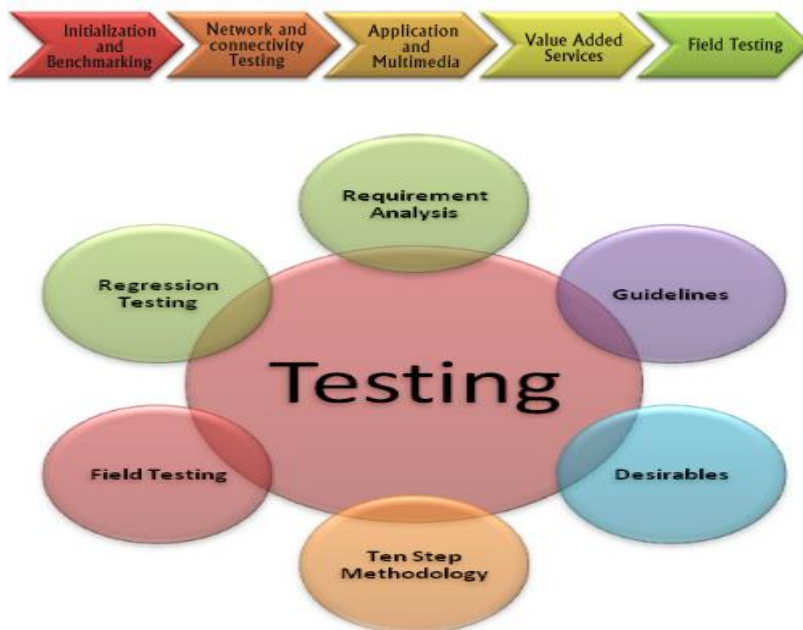 Initialization
and
Benchmarking
Network and
connectivity
Testing
Application
and
Multimedia
Value Added
Services
Field Testing
Requirement
Analysis
Regression
Testing
Guidelines
Testing
Field Testing
Desirables
Ten Step
Methodology